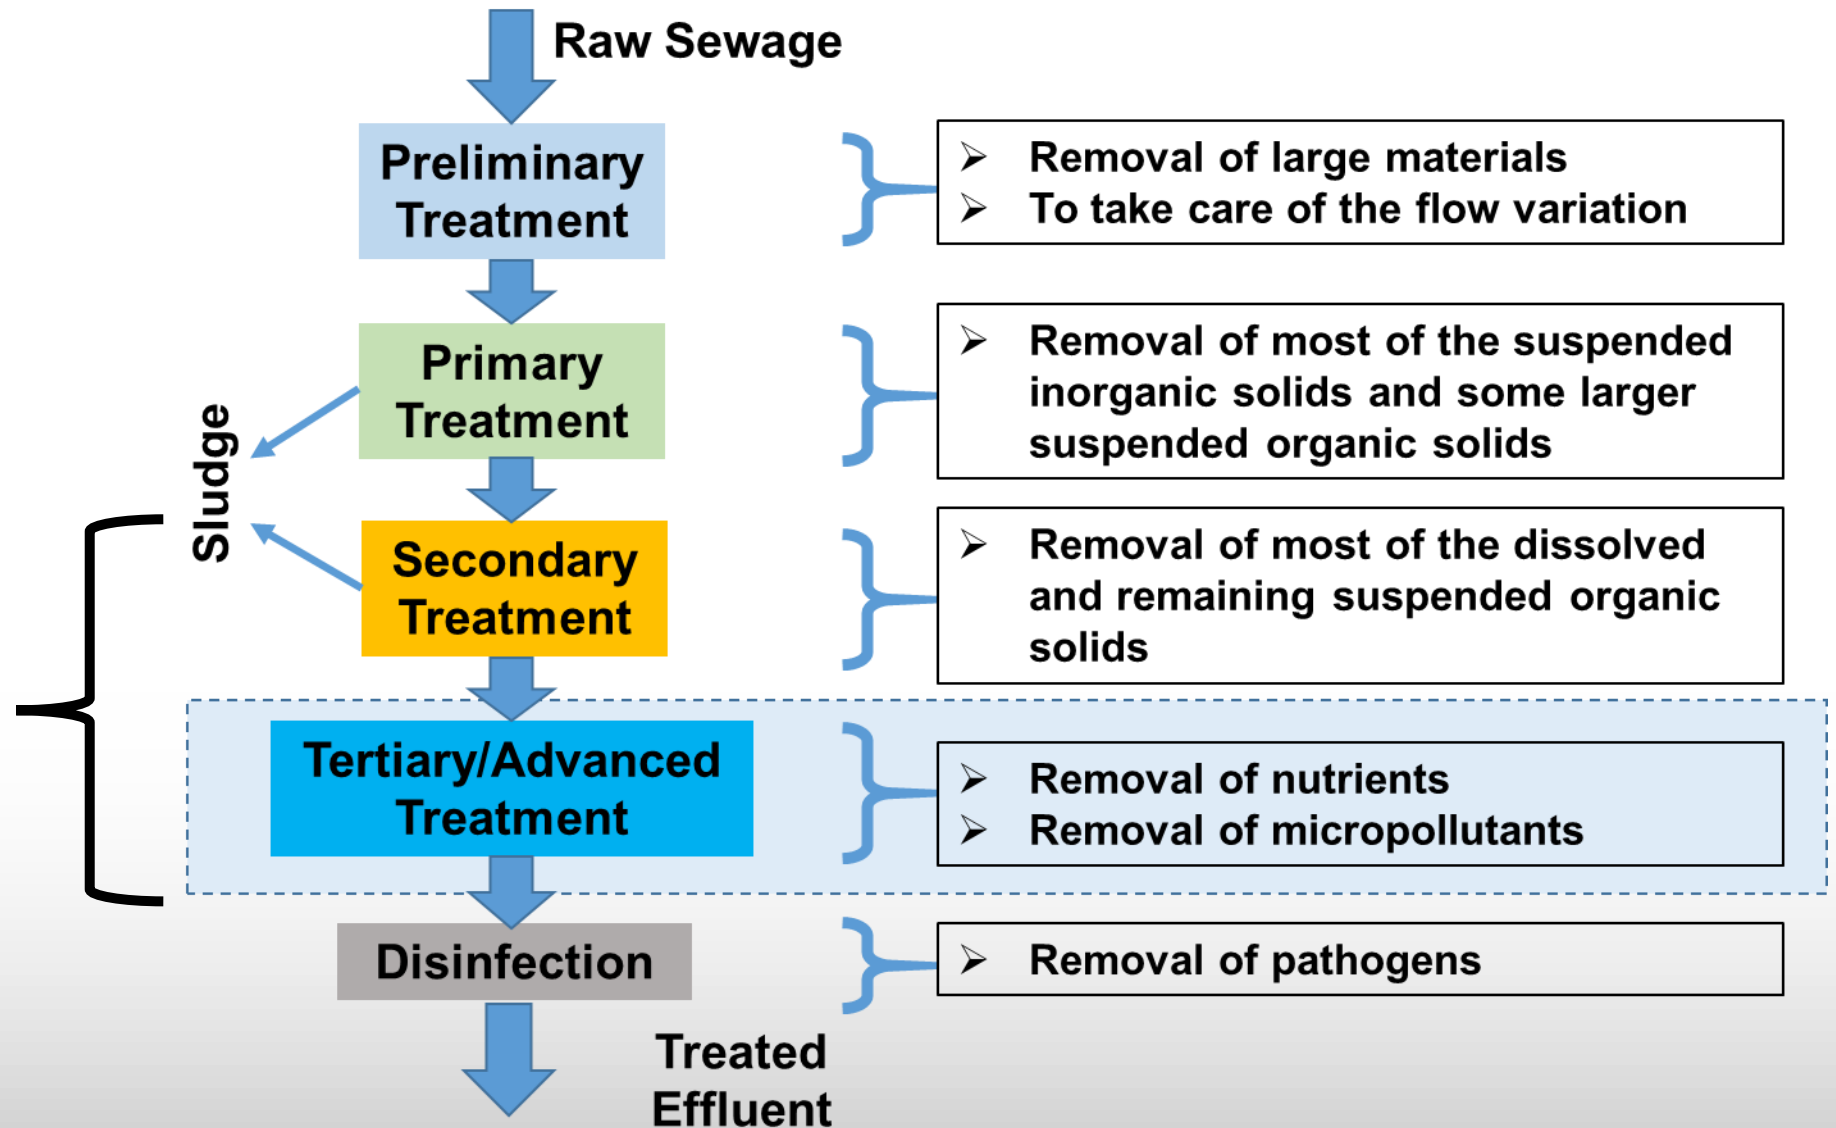 Raw Sewage
Preliminary
Treatment
➢ Removal of large materials
➢ To take care of the flow variation
Primary
Treatment
➢ Removal of most of the suspended
inorganic solids and some larger
suspended organic solids
Sludge
Secondary
Treatment
➢ Removal of most of the dissolved
and remaining suspended organic
solids
Tertiary/Advanced
Treatment
➢ Removal of nutrients
➢ Removal of micropollutants
Disinfection
➢ Removal of pathogens
Treated
Effluent